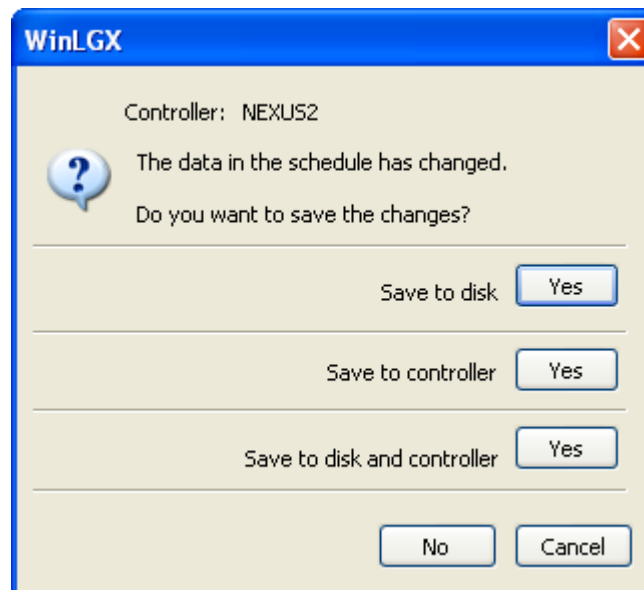 WinLGX
Controller: NEXUS2
The data in the schedule has changed.
Do you want to save the changes?
Save to disk Yes
Save to controller Yes
Save to disk and controller Yes
No Cancel